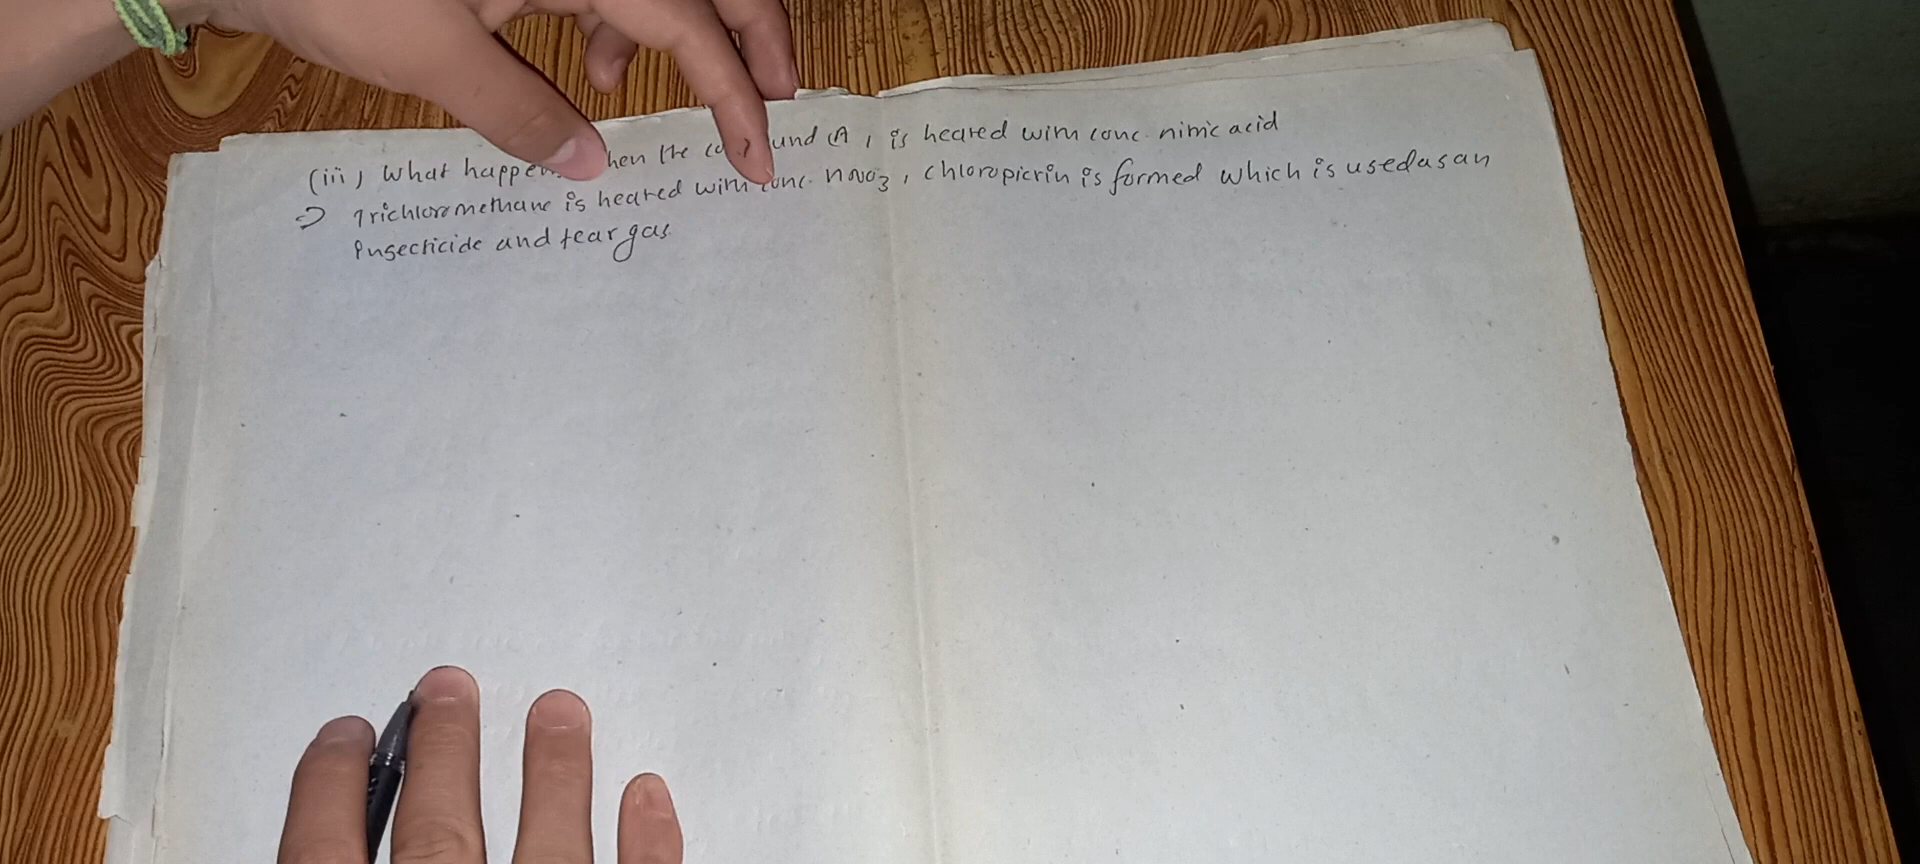 (iii) What happen hen the co und (A) is heated with conc. nitric acid
=> Trichloromethane is heated with conc. HNO3, chloropicrin is formed which is used as an
insecticide and tear gas.